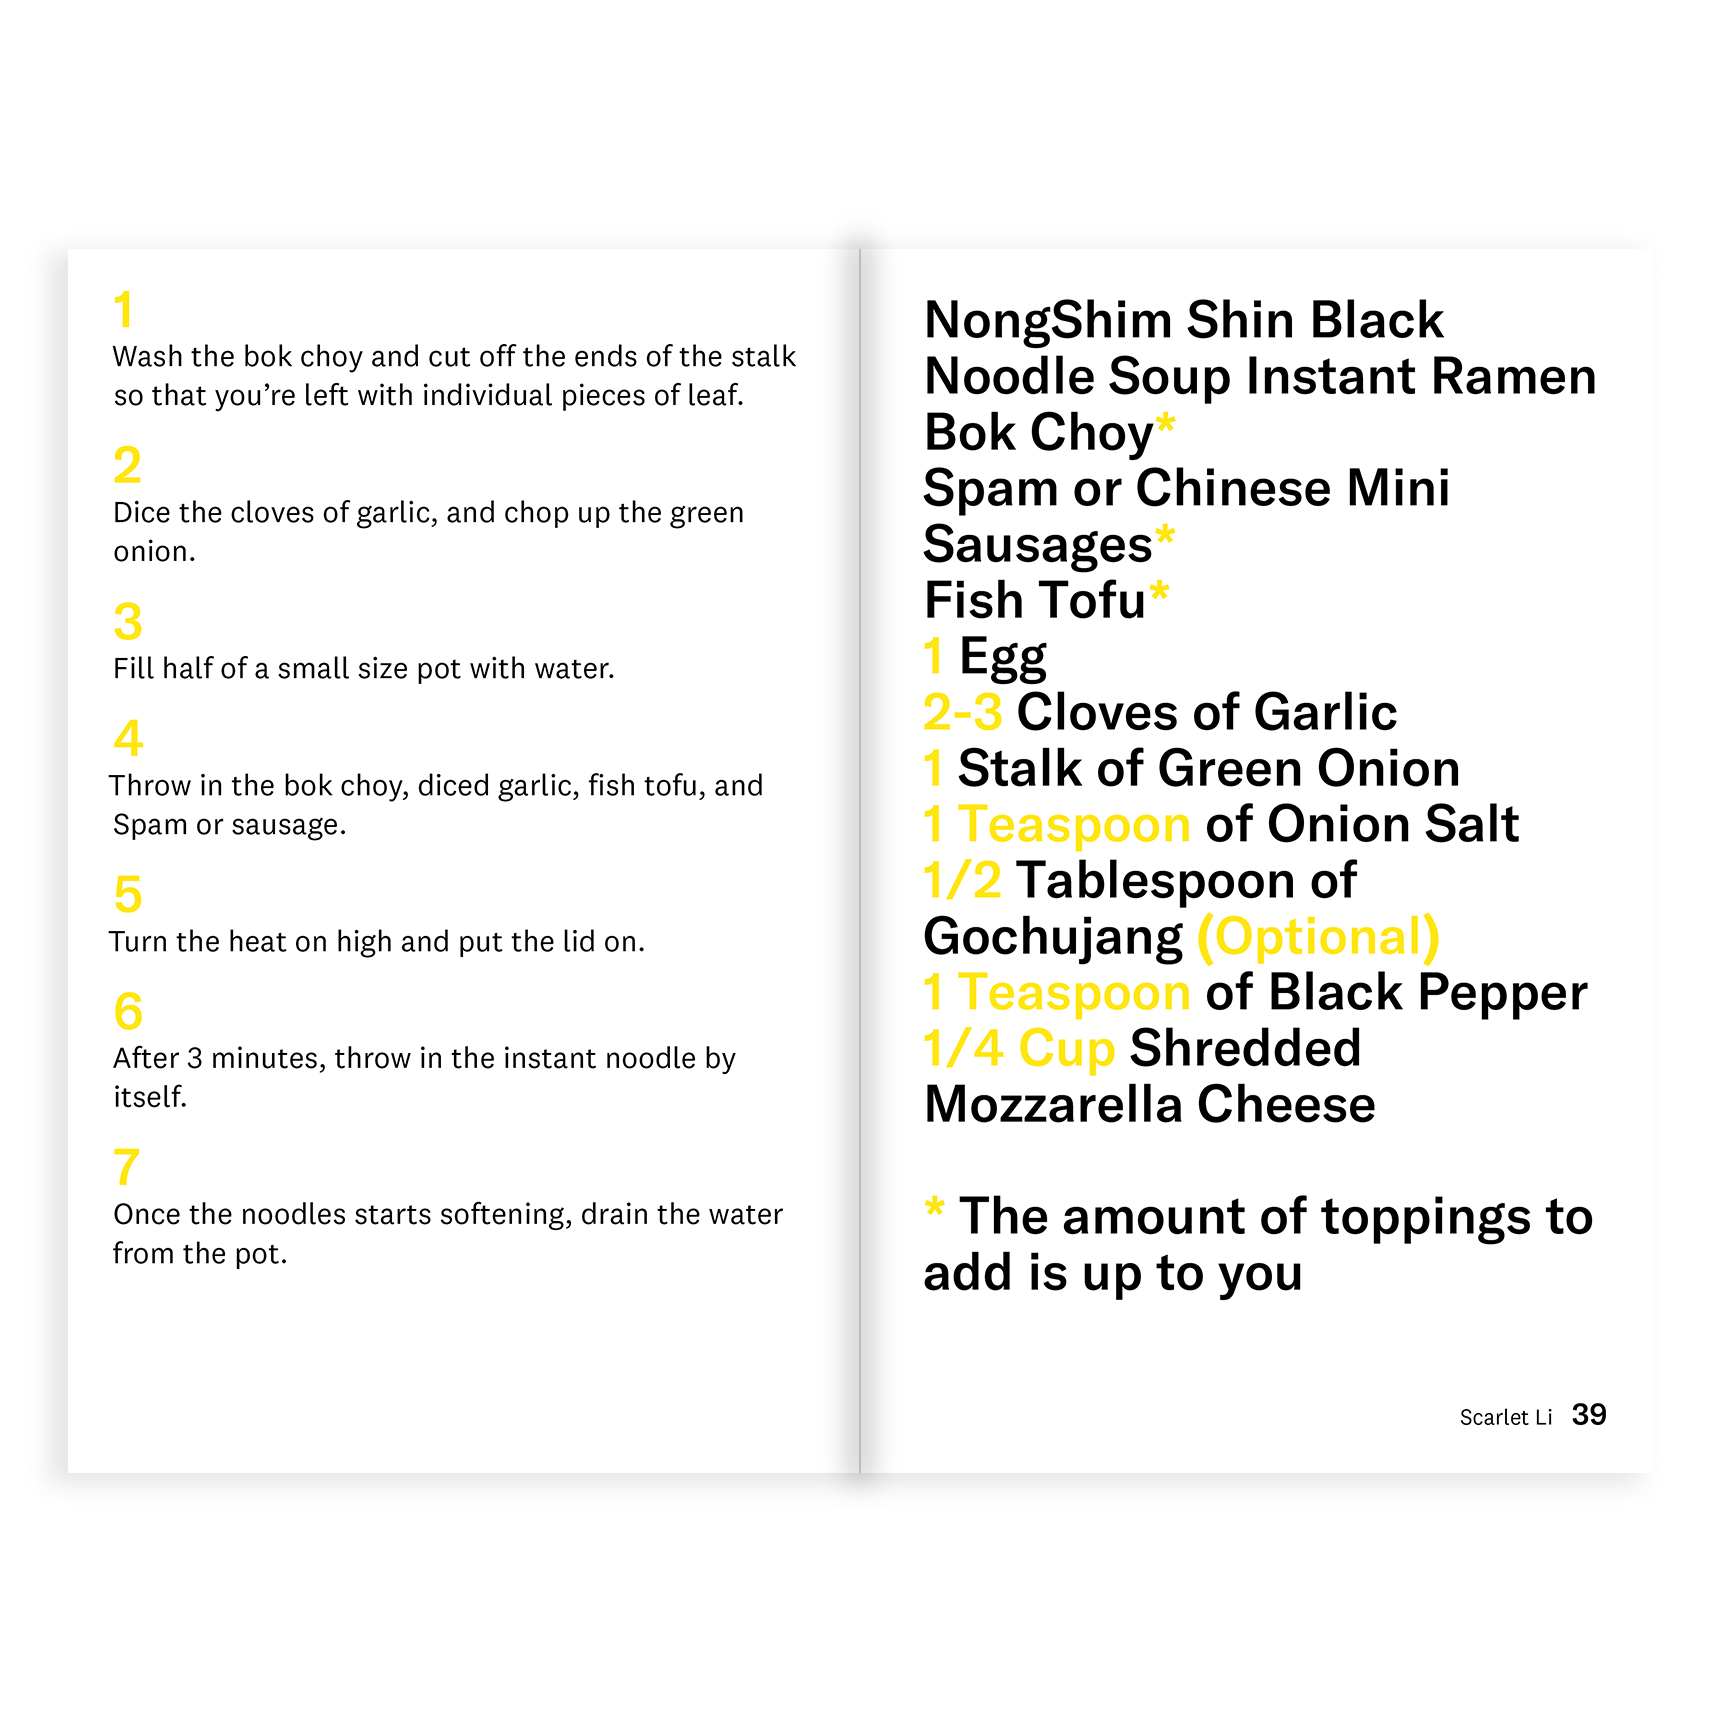 1
Wash the bok choy and cut off the ends of the stalk
so that you’re left with individual pieces of leaf.
2
Dice the cloves of garlic, and chop up the green
onion.
3
Fill half of a small size pot with water.
4
Throw in the bok choy, diced garlic, fish tofu, and
Spam or sausage.
5
Turn the heat on high and put the lid on.
6
After 3 minutes, throw in the instant noodle by
itself.
7
Once the noodles starts softening, drain the water
from the pot.
NongShim Shin Black
Noodle Soup Instant Ramen
Bok Choy*
Spam or Chinese Mini
Sausages*
Fish Tofu*
1 Egg
2-3 Cloves of Garlic
1 Stalk of Green Onion
1 Teaspoon of Onion Salt
1/2 Tablespoon of
Gochujang (Optional)
1 Teaspoon of Black Pepper
1/4 Cup Shredded
Mozzarella Cheese
* The amount of toppings to
add is up to you
Scarlet Li 39